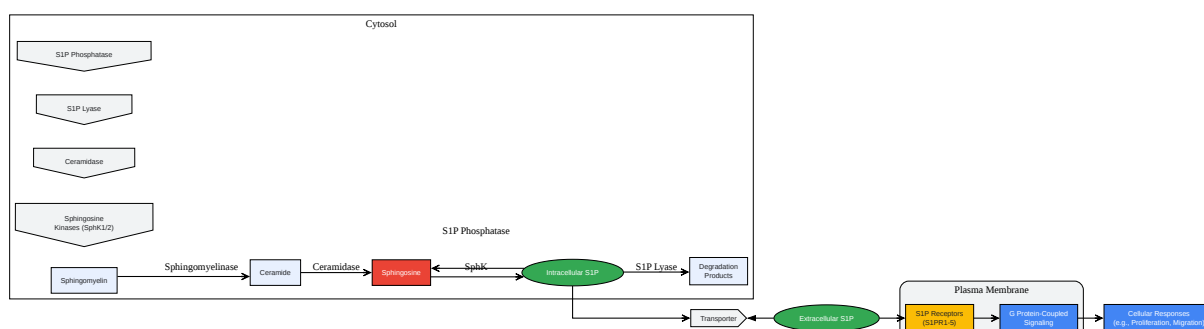 Cytosol
S1P Phosphatase
S1P Lyase
Ceramidase
Sphingosine
Kinases (SphK1/2)
S1P Phosphatase
Sphingomyelin
Sphingomyelinase
Ceramide
Ceramidase
Sphingosine
SphK
Intracellular S1P
S1P Lyase
Degradation
Products
Transporter
Extracellular S1P
Plasma Membrane
S1P Receptors
(S1PR1-5)
G Protein-Coupled
Signaling
Cellular Responses
(e.g., Proliferation, Migration)